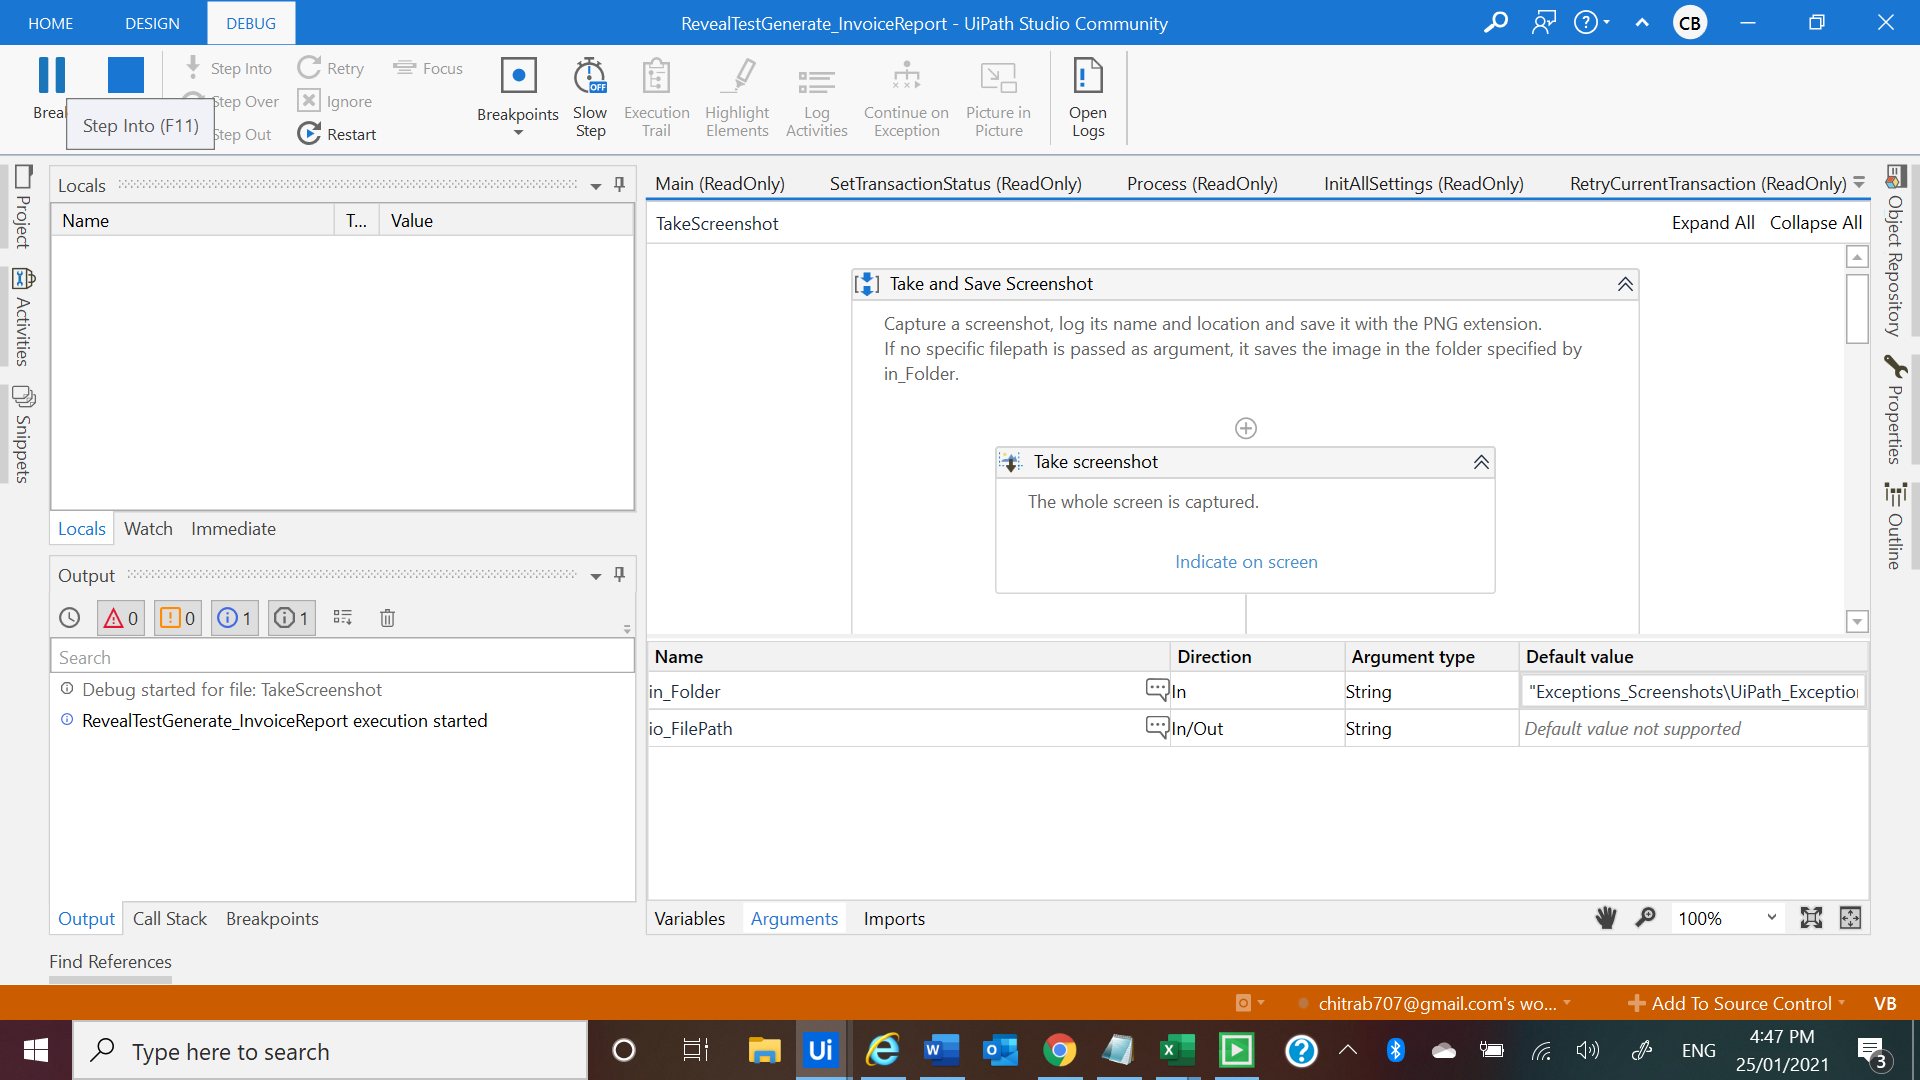 HOME DESIGN DEBUG RevealTestGenerate_InvoiceReport - UiPath Studio Community CB
Step Into Retry Focus
Step Over Ignore
Step Out Restart
Step Into (F11)
Breakpoints Slow Step Execution Trail Highlight Elements Log Activities Continue on Exception Picture in Picture Open Logs
OFF
Project
Activities
Snippets
Locals
Name T... Value
Locals Watch Immediate
Output
0 0 1 1
Search
Debug started for file: TakeScreenshot
RevealTestGenerate_InvoiceReport execution started
Output Call Stack Breakpoints
Find References
Main (ReadOnly) SetTransactionStatus (ReadOnly) Process (ReadOnly) InitAllSettings (ReadOnly) RetryCurrentTransaction (ReadOnly)
TakeScreenshot Expand All Collapse All
Take and Save Screenshot
Capture a screenshot, log its name and location and save it with the PNG extension.
If no specific filepath is passed as argument, it saves the image in the folder specified by
in_Folder.
Take screenshot
The whole screen is captured.
Indicate on screen
Name Direction Argument type Default value
in_Folder In String "Exceptions_Screenshots\UiPath_Exception
io_FilePath In/Out String Default value not supported
Variables Arguments Imports 100%
Object Repository
Properties
Outline
chitrab707@gmail.com's wo... Add To Source Control VB
Type here to search Ui ENG 4:47 PM
25/01/2021 3